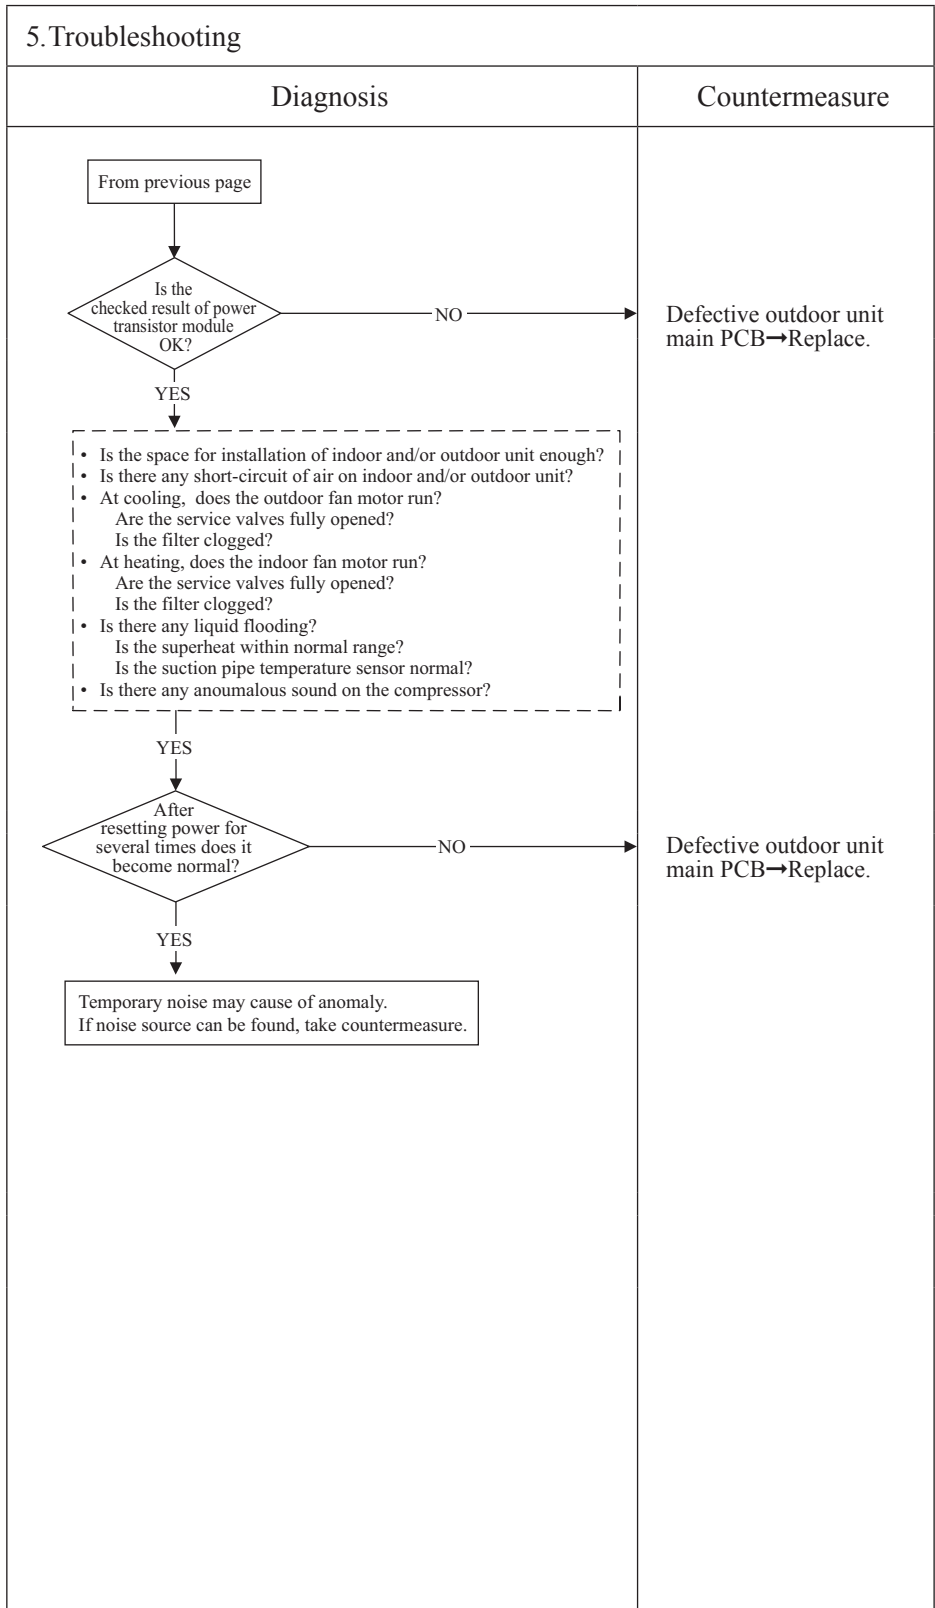 5.Troubleshooting
Diagnosis
Countermeasure
From previous page
Is the
checked result of power
transistor module
OK?
NO
Defective outdoor unit
main PCB→Replace.
YES
• Is the space for installation of indoor and/or outdoor unit enough?
• Is there any short-circuit of air on indoor and/or outdoor unit?
• At cooling, does the outdoor fan motor run?
Are the service valves fully opened?
Is the filter clogged?
• At heating, does the indoor fan motor run?
Are the service valves fully opened?
Is the filter clogged?
• Is there any liquid flooding?
Is the superheat within normal range?
Is the suction pipe temperature sensor normal?
• Is there any anoumalous sound on the compressor?
YES
After
resetting power for
several times does it
become normal?
NO
Defective outdoor unit
main PCB→Replace.
YES
Temporary noise may cause of anomaly.
If noise source can be found, take countermeasure.